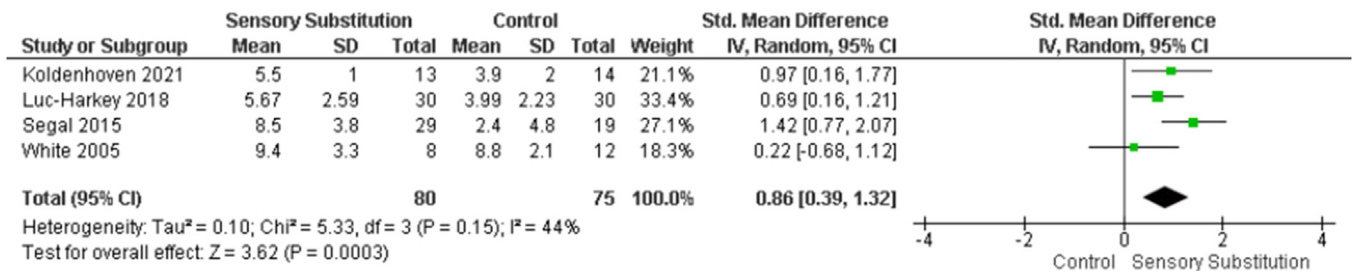 Sensory Substitution Control Std. Mean Difference Std. Mean Difference
Study or Subgroup Mean SD Total Mean SD Total Weight IV, Random, 95% CI IV, Random, 95% CI
Koldenhoven 2021 5.5 1 13 3.9 2 14 21.1% 0.97 [0.16, 1.77]
Luc-Harkey 2018 5.67 2.59 30 3.99 2.23 30 33.4% 0.69 [0.16, 1.21]
Segal 2015 8.5 3.8 29 2.4 4.8 19 27.1% 1.42 [0.77, 2.07]
White 2005 9.4 3.3 8 8.8 2.1 12 18.3% 0.22 [-0.68, 1.12]
Total (95% CI) 80 75 100.0% 0.86 [0.39, 1.32]
Heterogeneity: Tau² = 0.10; Chi² = 5.33, df = 3 (P = 0.15); I² = 44%
Test for overall effect: Z = 3.62 (P = 0.0003)
-4 -2 0 2 4
Control Sensory Substitution